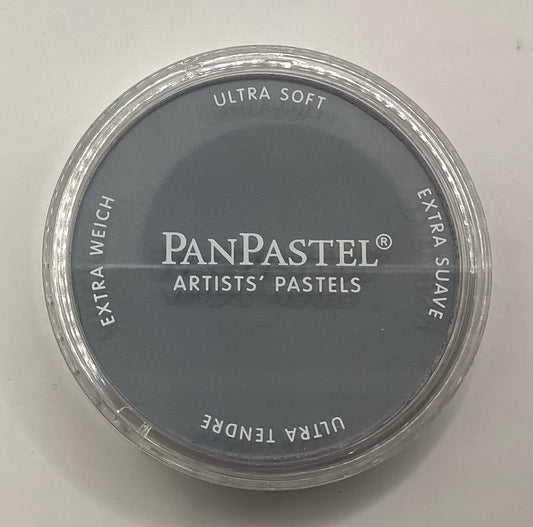 ULTRA SOFT
EXTRA WEICH
PANPASTEL®
ARTISTS' PASTELS
EXTRA SUAVE
ULTRA TENDRE